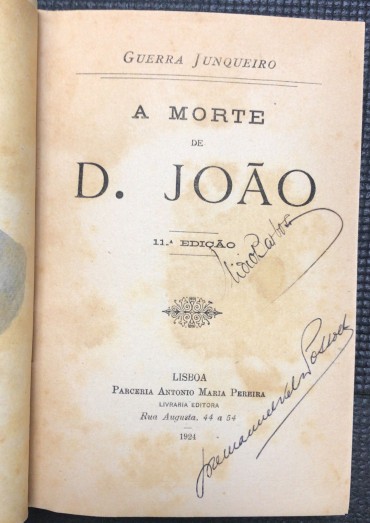 GUERRA JUNQUEIRO
A MORTE
DE
D. JOÃO
11.ª EDIÇÃO
LISBOA
PARCERIA ANTONIO MARIA PEREIRA
LIVRARIA EDITORA
Rua Augusta, 44 a 54
1924